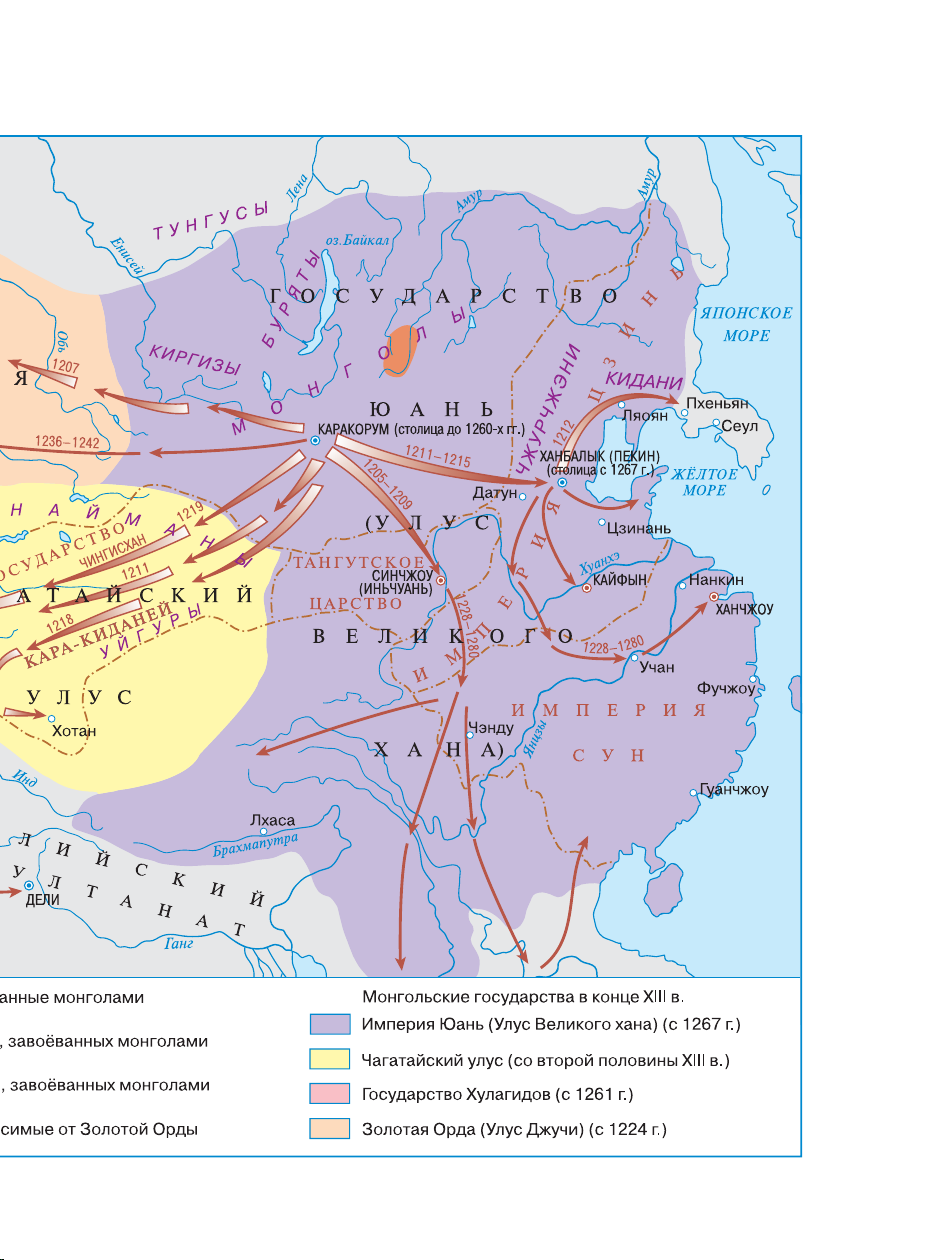 ТУНГУСЫ
Лена
Амур
Амур
Енисей
оз.Байкал
БУРЯТЫ
ГОСУДАРСТВО
ЦЗИНЬ
ЯПОНСКОЕ
МОРЕ
Обь
1207
Я
КИРГИЗЫ
МОНГОЛЫ
ЧЖУРЧЖЭНИ
КИДАНИ
ЮАНЬ
Ляоян
Пхеньян
Сеул
КАРАКОРУМ (столица до 1260-х гг.)
1236–1242
1211–1215
1212
1205–1209
ХАНБАЛЫК (ПЕКИН)
(столица с 1267 г.)
ЖЁЛТОЕ
МОРЕ
Датун
НАЙМАНЫ
1219
(УЛУС
Цзинань
ОСУДАРСТВО
ЧИНГИСХАН
ТАНГУТСКОЕ
ЦАРСТВО
СИНЧЖОУ
(ИНЬЧУАНЬ)
Хуанхэ
КАЙФЫН
Нанкин
ХАНЧЖОУ
1211
АТАЙСКИЙ
1218
КАРА-КИДАНЕЙ
УЙГУРЫ
1228–1280
ИМПЕРИЯ
ВЕЛИКОГО
1228–1280
Учан
УЛУС
Хотан
Фучжоу
ИМПЕРИЯ
СУН
Чэнду
Янцзы
ХАНА)
Инд
Гуанчжоу
Лхаса
Брахмапутра
ЛИЙСКИЙ
УЛТАНАТ
ДЕЛИ
Ганг
анные монголами
, завоёванных монголами
, завоёванных монголами
симые от Золотой Орды
Монгольские государства в конце XIII в.
Империя Юань (Улус Великого хана) (с 1267 г.)
Чагатайский улус (со второй половины XIII в.)
Государство Хулагидов (с 1261 г.)
Золотая Орда (Улус Джучи) (с 1224 г.)